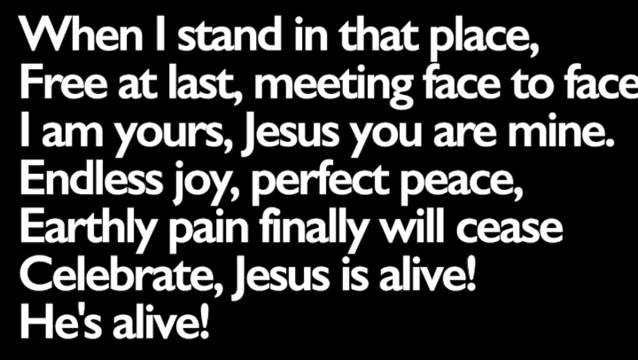 When I stand in that place,
Free at last, meeting face to face
I am yours, Jesus you are mine.
Endless joy, perfect peace,
Earthly pain finally will cease
Celebrate, Jesus is alive!
He's alive!